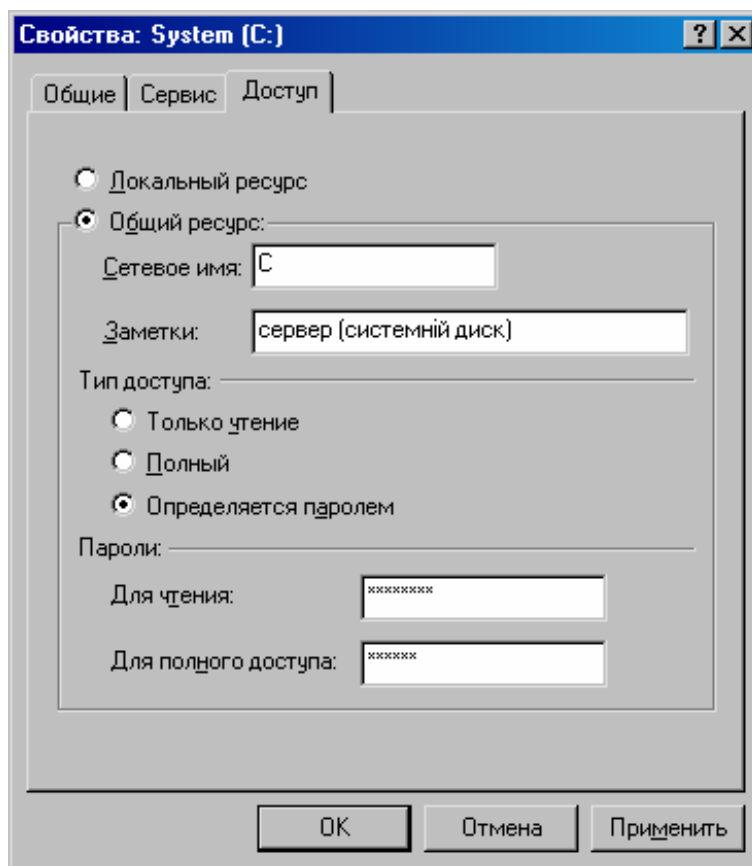 Свойства: System (C:)
Общие Сервис Доступ
Локальный ресурс
Общий ресурс:
Сетевое имя: C
Заметки: сервер (системній диск)
Тип доступа:
Только чтение
Полный
Определяется паролем
Пароли:
Для чтения: ********
Для полного доступа: ******
OK Отмена Применить